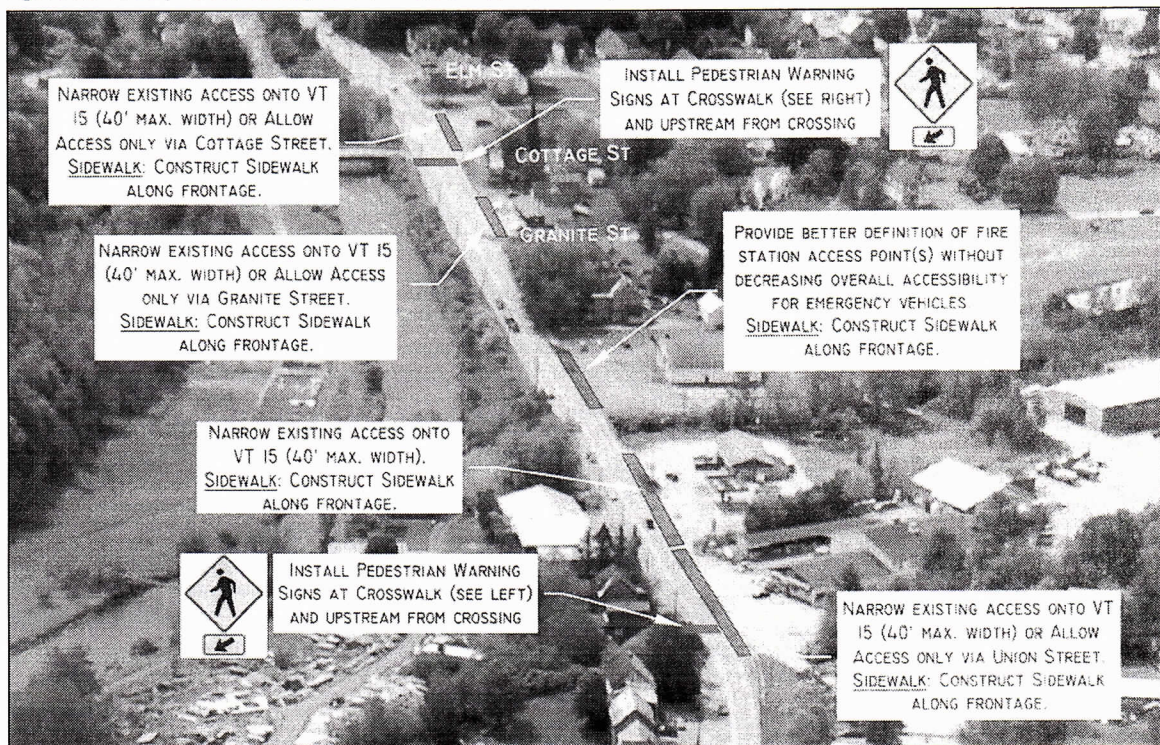 ELM ST
NARROW EXISTING ACCESS ONTO VT
15 (40' MAX. WIDTH) OR ALLOW
ACCESS ONLY VIA COTTAGE STREET.
SIDEWALK: CONSTRUCT SIDEWALK
ALONG FRONTAGE.
INSTALL PEDESTRIAN WARNING
SIGNS AT CROSSWALK (SEE RIGHT)
AND UPSTREAM FROM CROSSING
COTTAGE ST
GRANITE ST
NARROW EXISTING ACCESS ONTO VT 15
(40' MAX. WIDTH) OR ALLOW ACCESS
ONLY VIA GRANITE STREET.
SIDEWALK: CONSTRUCT SIDEWALK
ALONG FRONTAGE.
PROVIDE BETTER DEFINITION OF FIRE
STATION ACCESS POINT(S) WITHOUT
DECREASING OVERALL ACCESSIBILITY
FOR EMERGENCY VEHICLES
SIDEWALK: CONSTRUCT SIDEWALK
ALONG FRONTAGE.
NARROW EXISTING ACCESS ONTO
VT 15 (40' MAX. WIDTH).
SIDEWALK: CONSTRUCT SIDEWALK
ALONG FRONTAGE.
INSTALL PEDESTRIAN WARNING
SIGNS AT CROSSWALK (SEE LEFT)
AND UPSTREAM FROM CROSSING
NARROW EXISTING ACCESS ONTO VT
15 (40' MAX. WIDTH) OR ALLOW
ACCESS ONLY VIA UNION STREET.
SIDEWALK: CONSTRUCT SIDEWALK
ALONG FRONTAGE.